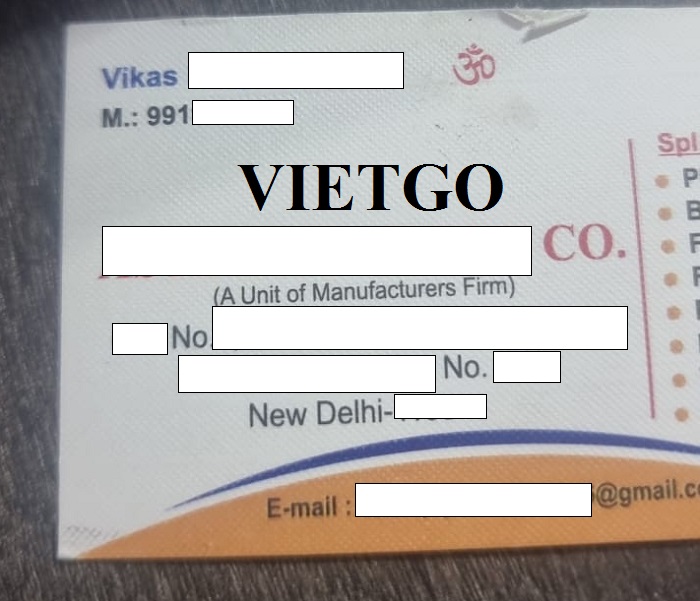 Vikas
ॐ
M.: 991
VIETGO
CO.
(A Unit of Manufacturers Firm)
No.
No.
New Delhi-
E-mail :
@gmail.c
Spl
P
B
F
F